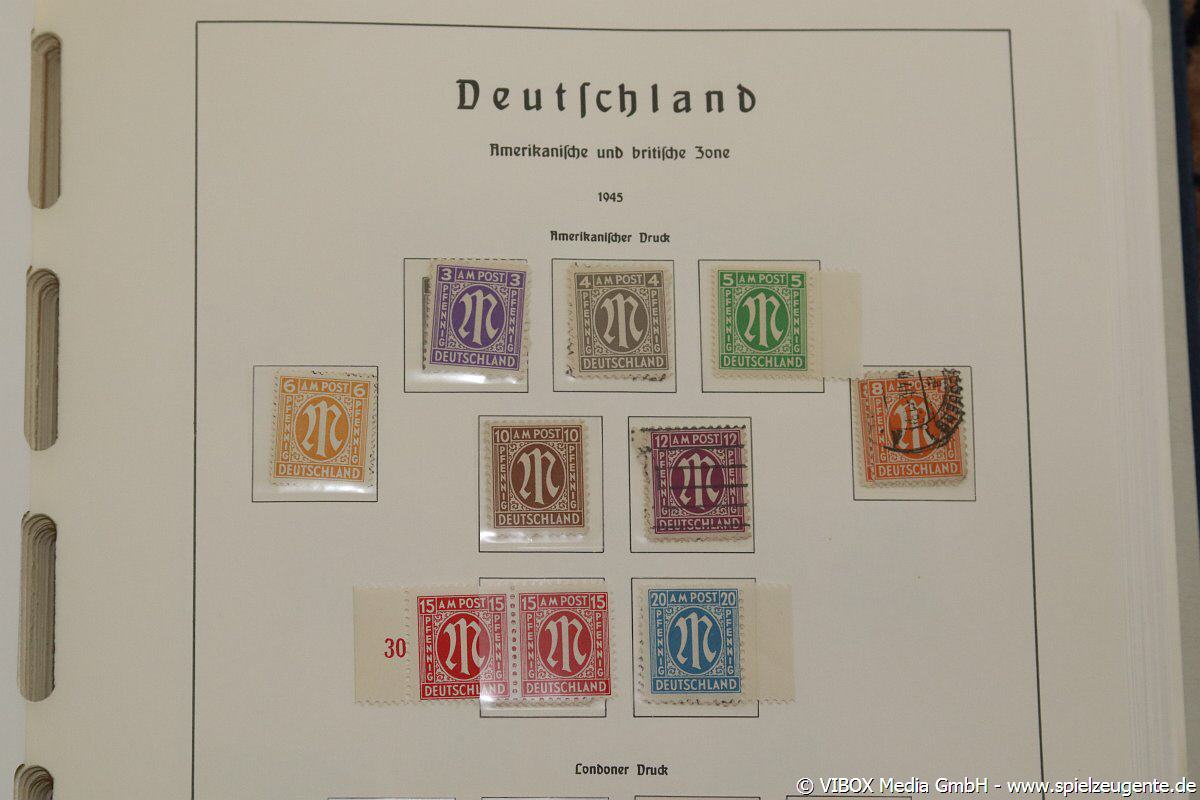 Deutschland
Amerikanische und britische Zone
1945
Amerikanischer Druck
3 AM POST 3
PFENNIG PFENNIG
M
DEUTSCHLAND
4 AM POST 4
PFENNIG PFENNIG
M
DEUTSCHLAND
5 AM POST 5
PFENNIG PFENNIG
M
DEUTSCHLAND
6 AM POST 6
PFENNIG PFENNIG
M
DEUTSCHLAND
8 AM POST
PFENNIG
DEUTSCHLAND
10 AM POST 10
PFENNIG PFENNIG
M
DEUTSCHLAND
12 AM POST 12
PFENNIG PFENNIG
M
DEUTSCHLAND
30
15 AM POST 15
PFENNIG PFENNIG
M
DEUTSCHLAND
15 AM POST 15
PFENNIG PFENNIG
M
DEUTSCHLAND
20 AM POST 20
PFENNIG PFENNIG
M
DEUTSCHLAND
Londoner Druck
© VIBOX Media GmbH - www.spielzeugente.de